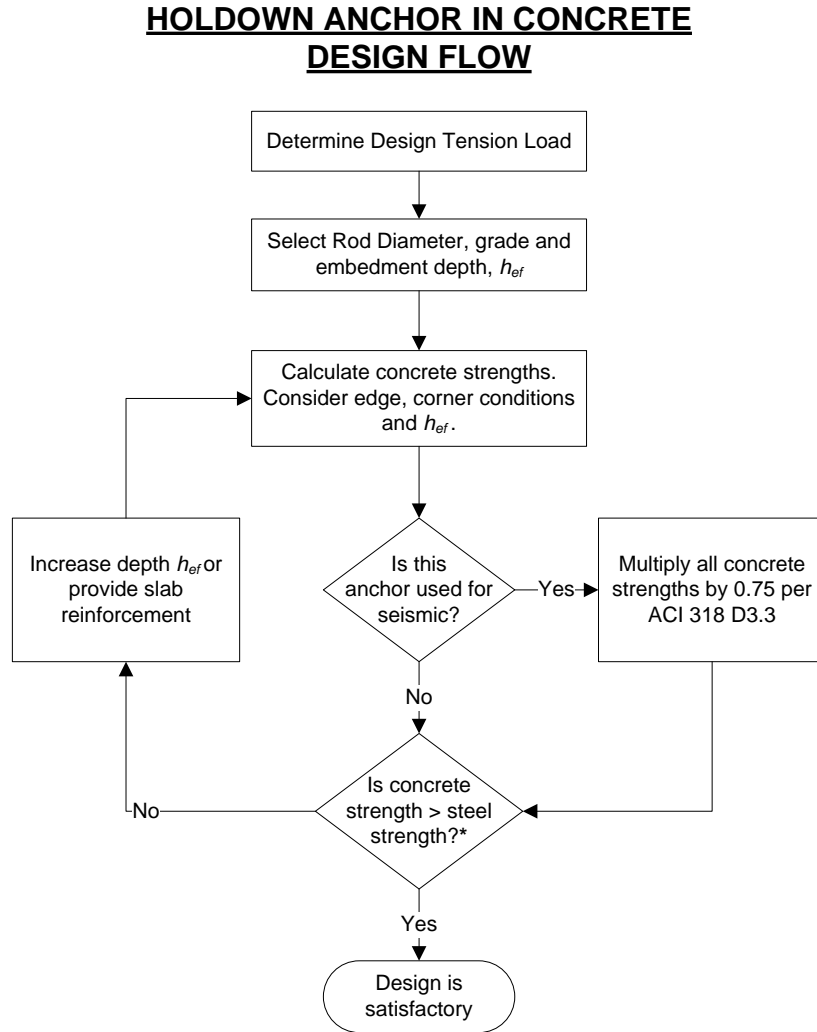 HOLDOWN ANCHOR IN CONCRETE
DESIGN FLOW
Determine Design Tension Load
Select Rod Diameter, grade and
embedment depth, hef
Calculate concrete strengths.
Consider edge, corner conditions
and hef.
Increase depth hef or
provide slab
reinforcement
Is this
anchor used for
seismic?
Yes
Multiply all concrete
strengths by 0.75 per
ACI 318 D3.3
No
Is concrete
strength > steel
strength?*
No
Yes
Design is
satisfactory